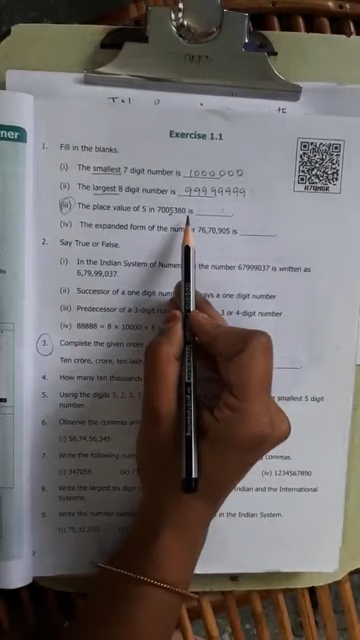 Exercise 1.1
1. Fill in the blanks.
(i) The smallest 7 digit number is 1000000
(ii) The largest 8 digit number is 99999999
(iii) The place value of 5 in 7005380 is
(iv) The expanded form of the number 76,70,905 is
2. Say True or False.
(i) In the Indian System of Numera the number 67999037 is written as
6,79,99,037.
(ii) Successor of a one digit num ays a one digit number
(iii) Predecessor of a 3-digit num 3 or 4-digit number
(iv) 88888 = 8 × 10000 + 8
3. Complete the given order
Ten crore, crore, ten lakh
4. How many ten thousand
5. Using the digits 5, 2, 0, 7 smallest 5 digit
number.
6. Observe the commas an
(i) 56,74,56,345
7. Write the following num commas.
(i) 347056 (iv) 1234567890
8. Write the largest six digit Indian and the International
Systems.
9. Write the number in the Indian System.
(i) 75,32,105
2